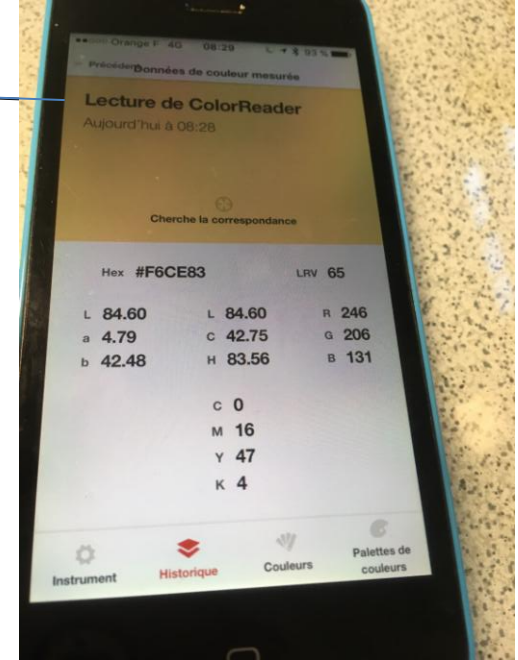 Orange F 4G 08:29 93 %
Précédent Données de couleur mesurée
Lecture de ColorReader
Aujourd'hui à 08:28
Cherche la correspondance
Hex #F6CE83 LRV 65
L 84.60 L 84.60 R 246
a 4.79 C 42.75 G 206
b 42.48 H 83.56 B 131
C 0
M 16
Y 47
K 4
Instrument Historique Couleurs Palettes de
couleurs